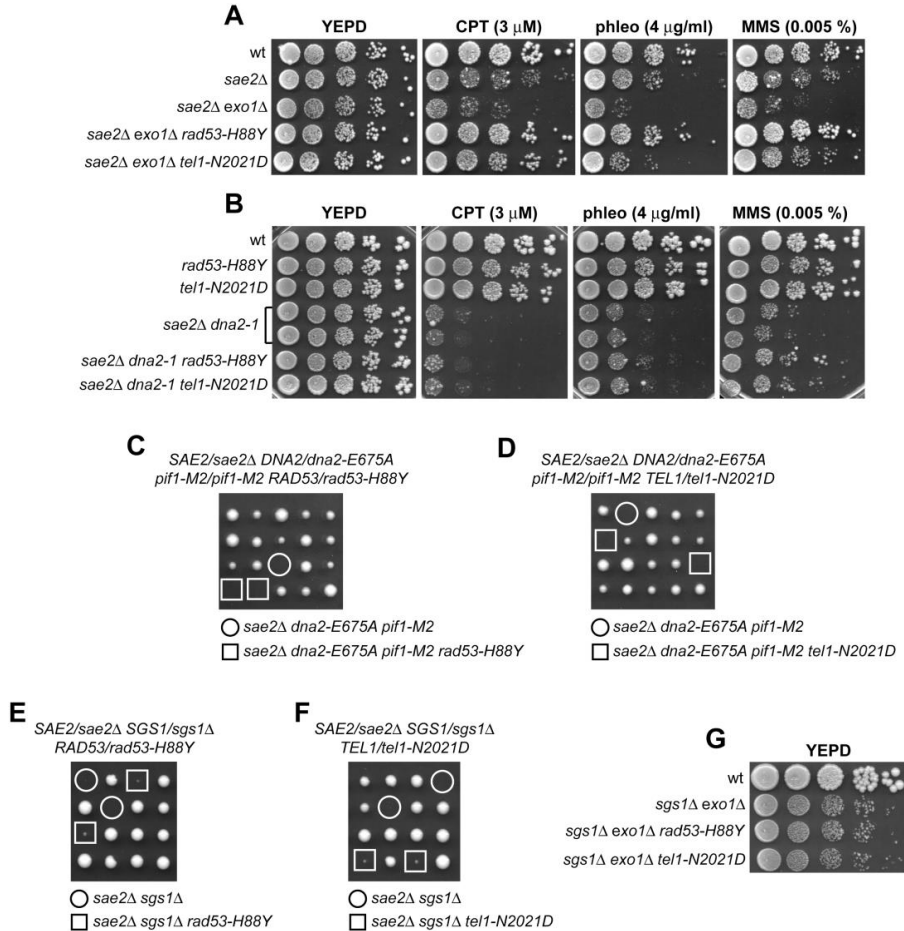 A
YEPD CPT (3 μM) phleo (4 μg/ml) MMS (0.005 %)
wt
sae2Δ
sae2Δ exo1Δ
sae2Δ exo1Δ rad53-H88Y
sae2Δ exo1Δ tel1-N2021D
B
YEPD CPT (3 μM) phleo (4 μg/ml) MMS (0.005 %)
wt
rad53-H88Y
tel1-N2021D
sae2Δ dna2-1
sae2Δ dna2-1 rad53-H88Y
sae2Δ dna2-1 tel1-N2021D
C
SAE2/sae2Δ DNA2/dna2-E675A
pif1-M2/pif1-M2 RAD53/rad53-H88Y
sae2Δ dna2-E675A pif1-M2
sae2Δ dna2-E675A pif1-M2 rad53-H88Y
D
SAE2/sae2Δ DNA2/dna2-E675A
pif1-M2/pif1-M2 TEL1/tel1-N2021D
sae2Δ dna2-E675A pif1-M2
sae2Δ dna2-E675A pif1-M2 tel1-N2021D
E
SAE2/sae2Δ SGS1/sgs1Δ
RAD53/rad53-H88Y
sae2Δ sgs1Δ
sae2Δ sgs1Δ rad53-H88Y
F
SAE2/sae2Δ SGS1/sgs1Δ
TEL1/tel1-N2021D
sae2Δ sgs1Δ
sae2Δ sgs1Δ tel1-N2021D
G
YEPD
wt
sgs1Δ exo1Δ
sgs1Δ exo1Δ rad53-H88Y
sgs1Δ exo1Δ tel1-N2021D